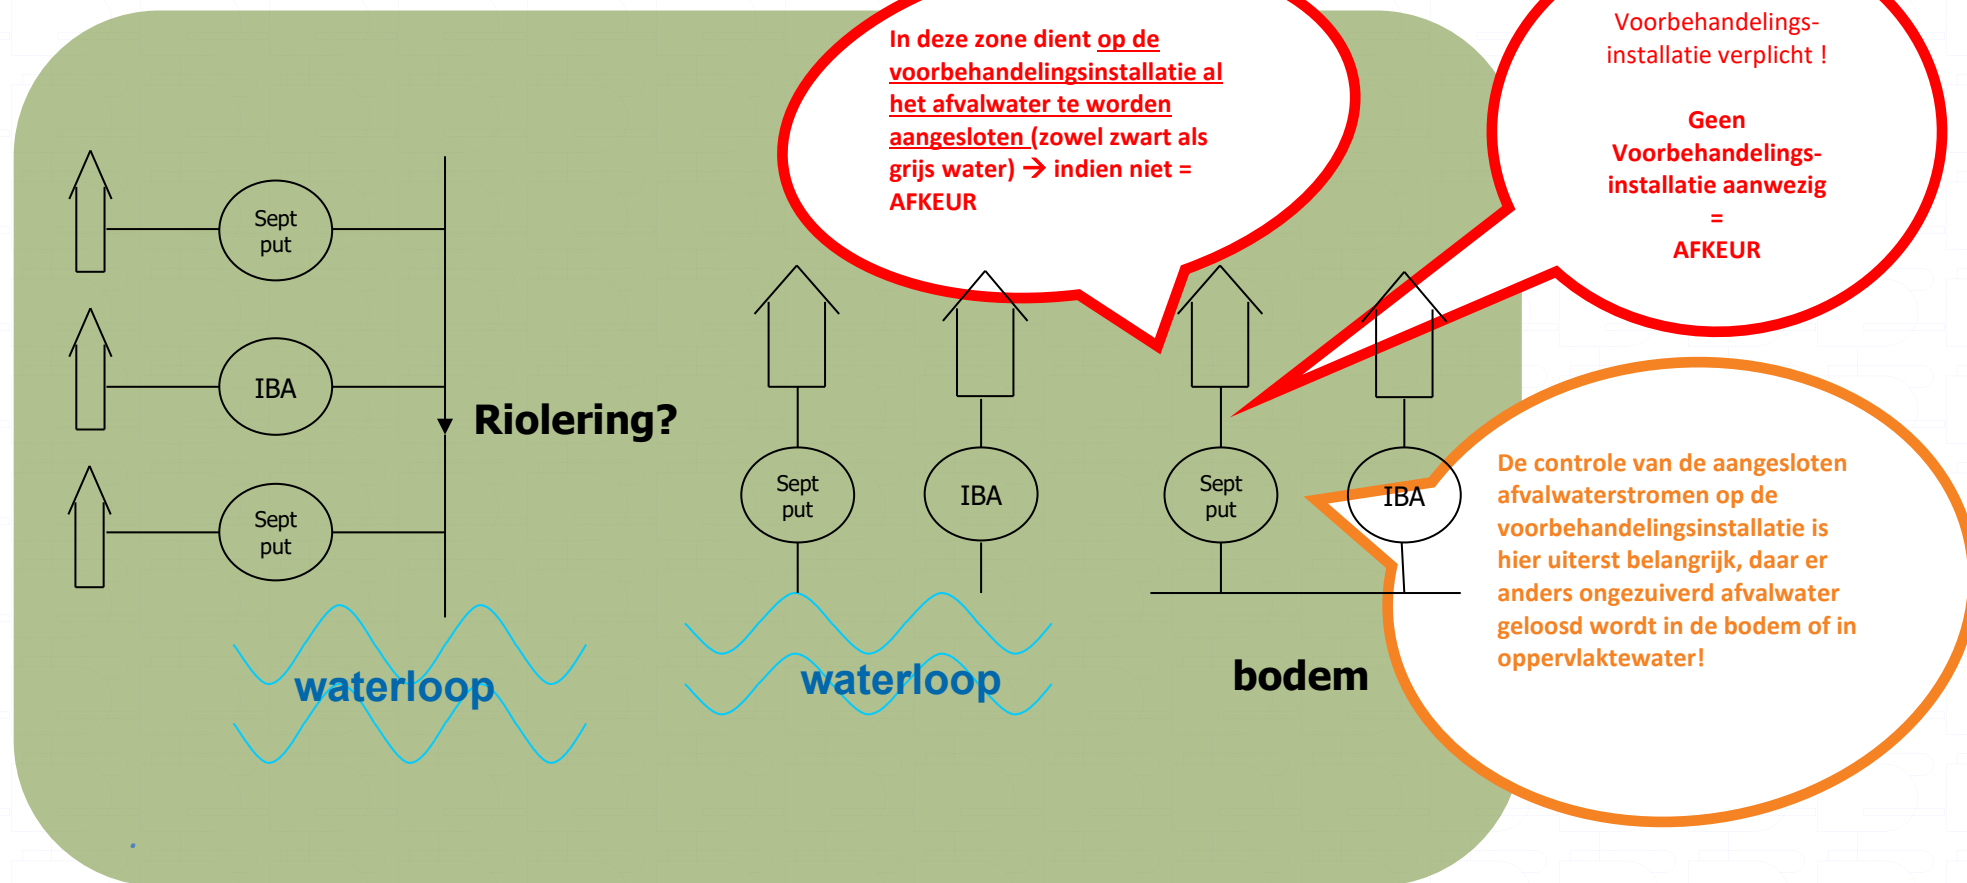 In deze zone dient op de
voorbehandelingsinstallatie al
het afvalwater te worden
aangesloten (zowel zwart als
grijs water) → indien niet =
AFKEUR
Voorbehandelings-
installatie verplicht !
Geen
Voorbehandelings-
installatie aanwezig
=
AFKEUR
Sept
put
IBA
Sept
put
Riolering?
waterloop
Sept
put
IBA
waterloop
Sept
put
IBA
bodem
De controle van de aangesloten
afvalwaterstromen op de
voorbehandelingsinstallatie is
hier uiterst belangrijk, daar er
anders ongezuiverd afvalwater
geloosd wordt in de bodem of in
oppervlaktewater!
.